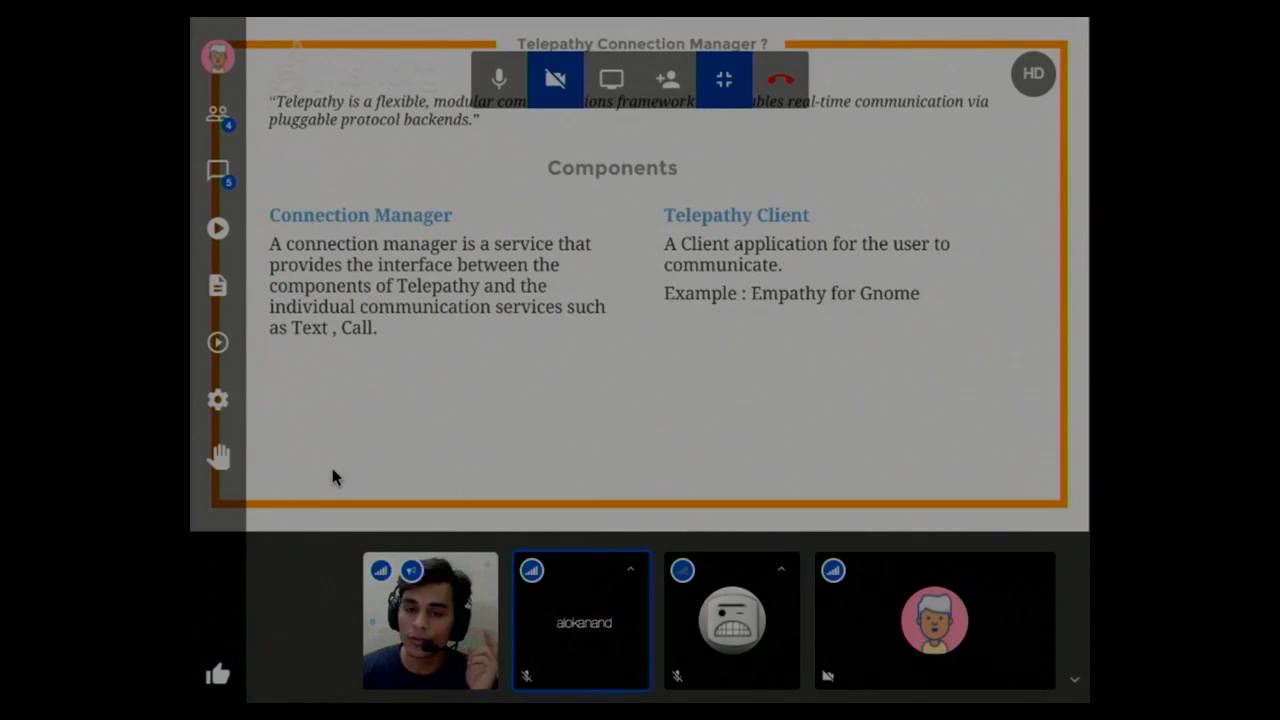 Telepathy Connection Manager ?
HD
“Telepathy is a flexible, modular com ions framework bles real-time communication via
pluggable protocol backends.”
4
Components
5
Connection Manager
Telepathy Client
A connection manager is a service that
provides the interface between the
components of Telepathy and the
individual communication services such
as Text , Call.
A Client application for the user to
communicate.
Example : Empathy for Gnome
alokanand